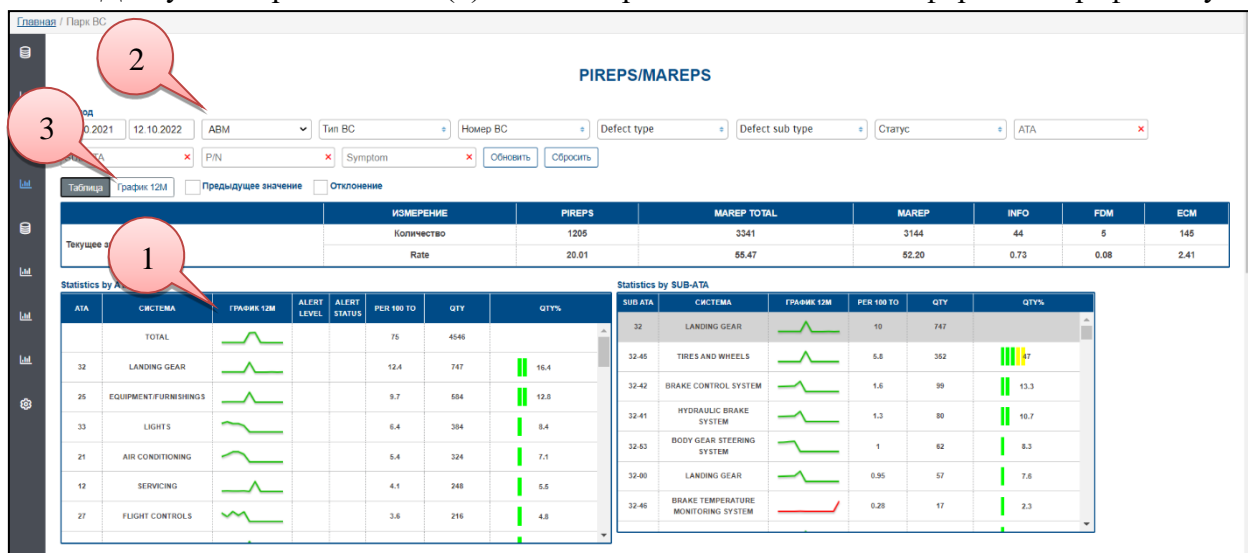 Главная / Парк ВС
2
PIREPS/MAREPS
3
12.10.2022 ABM Тип ВС Номер ВС Defect type Defect sub type Статус ATA
P/N Symptom Обновить Сбросить
Таблица График 12М Предыдущее значение Отклонение
ИЗМЕРЕНИЕ PIREPS MAREP TOTAL MAREP INFO FDM ECM
Текущее
Количество 1205 3341 3144 44 5 145
Rate 20.01 55.47 52.20 0.73 0.08 2.41
1
Statistics by
ATA СИСТЕМА ГРАФИК 12М ALERT LEVEL ALERT STATUS PER 100 TO QTY QTY%
TOTAL 75 4546
32 LANDING GEAR 12.4 747 16.4
25 EQUIPMENT/FURNISHINGS 9.7 584 12.8
33 LIGHTS 6.4 384 8.4
21 AIR CONDITIONING 5.4 324 7.1
12 SERVICING 4.1 248 5.5
27 FLIGHT CONTROLS 3.6 216 4.8
Statistics by SUB-ATA
SUB ATA СИСТЕМА ГРАФИК 12М PER 100 TO QTY QTY%
32 LANDING GEAR 10 747
32-45 TIRES AND WHEELS 5.8 352 47
32-42 BRAKE CONTROL SYSTEM 1.6 99 13.3
32-41 HYDRAULIC BRAKE SYSTEM 1.3 80 10.7
32-53 BODY GEAR STEERING SYSTEM 1 62 8.3
32-00 LANDING GEAR 0.95 57 7.6
32-46 BRAKE TEMPERATURE MONITORING SYSTEM 0.28 17 2.3